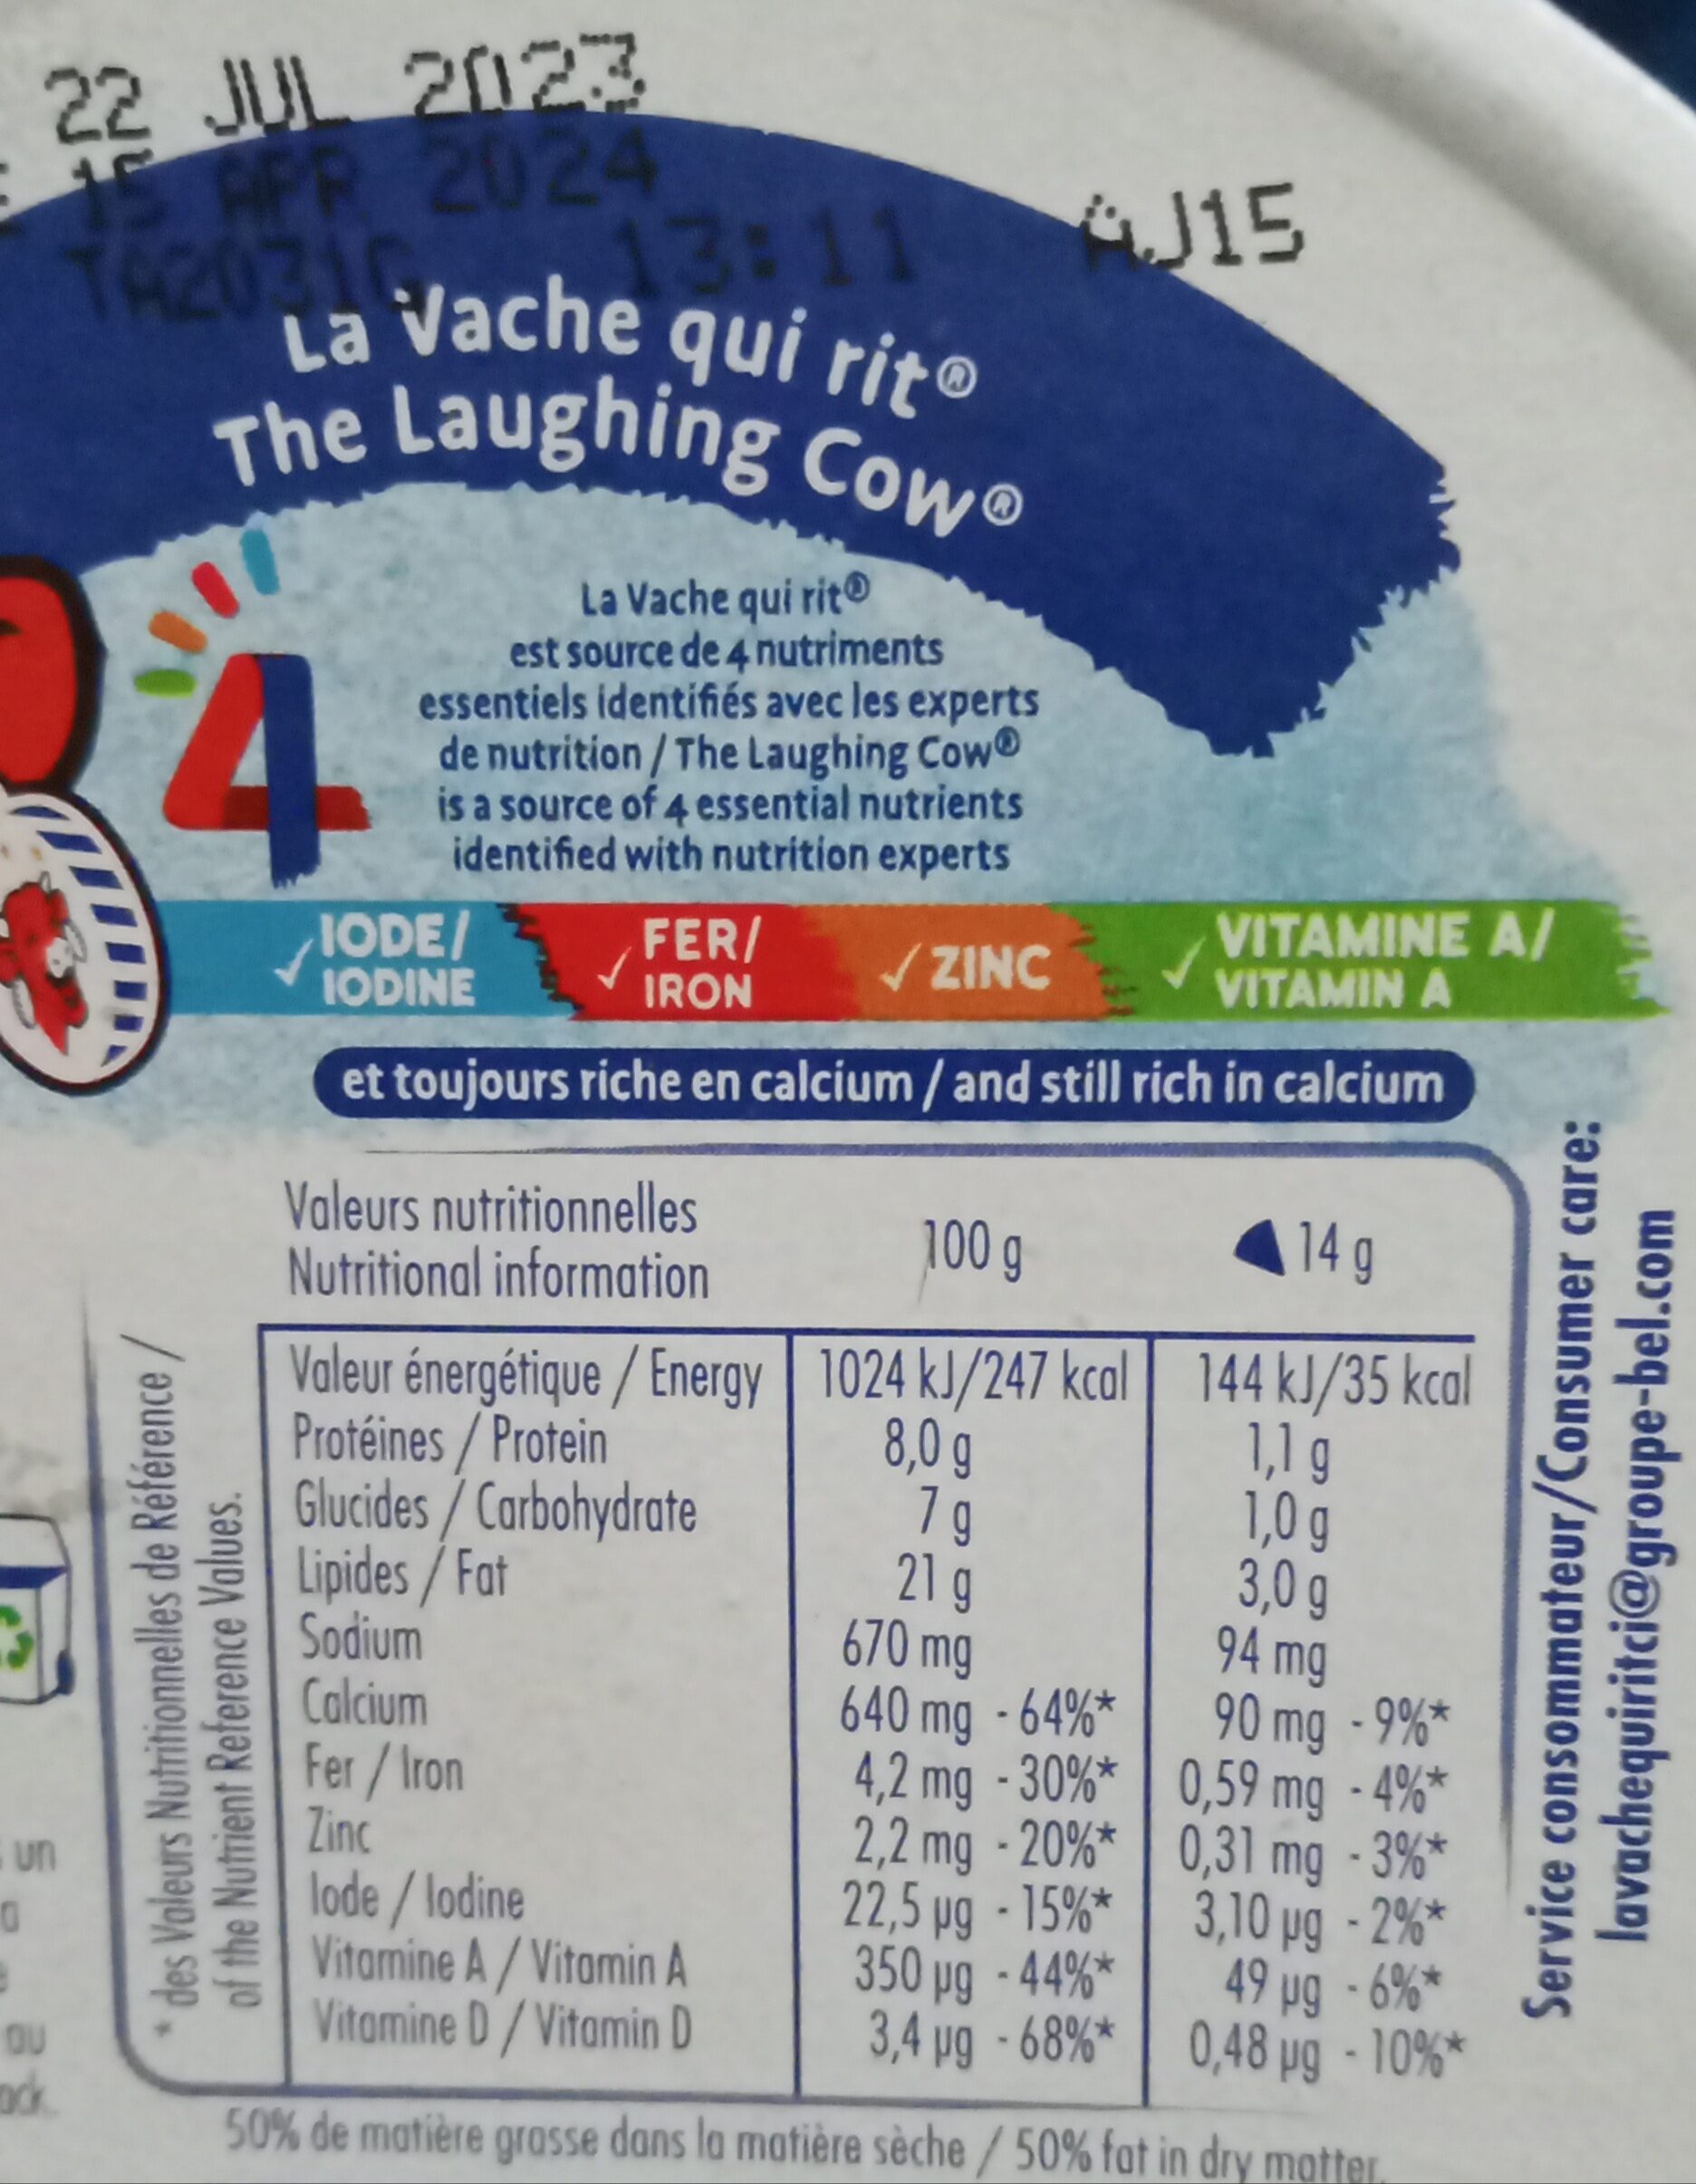 22 JUL 2023
15 APR 2024
TA2031C 13:11 AJ15
La Vache qui rit®
The Laughing Cow®
4
La Vache qui rit®
est source de 4 nutriments
essentiels identifiés avec les experts
de nutrition / The Laughing Cow®
is a source of 4 essential nutrients
identified with nutrition experts
✓ IODE/ IODINE
✓ FER/ IRON
✓ ZINC
✓ VITAMINE A/ VITAMIN A
et toujours riche en calcium / and still rich in calcium
Valeurs nutritionnelles
Nutritional information 100 g 14 g
Valeur énergétique / Energy 1024 kJ/247 kcal 144 kJ/35 kcal
Protéines / Protein 8,0 g 1,1 g
Glucides / Carbohydrate 7 g 1,0 g
Lipides / Fat 21 g 3,0 g
Sodium 670 mg 94 mg
Calcium 640 mg - 64%* 90 mg - 9%*
Fer / Iron 4,2 mg - 30%* 0,59 mg - 4%*
Zinc 2,2 mg - 20%* 0,31 mg - 3%*
Iode / Iodine 22,5 µg - 15%* 3,10 µg - 2%*
Vitamine A / Vitamin A 350 µg - 44%* 49 µg - 6%*
Vitamine D / Vitamin D 3,4 µg - 68%* 0,48 µg - 10%*
* des Valeurs Nutritionnelles de Référence /
of the Nutrient Reference Values.
50% de matière grasse dans la matière sèche / 50% fat in dry matter.
Service consommateur/Consumer care:
lavachequiritci@groupe-bel.com
un
au